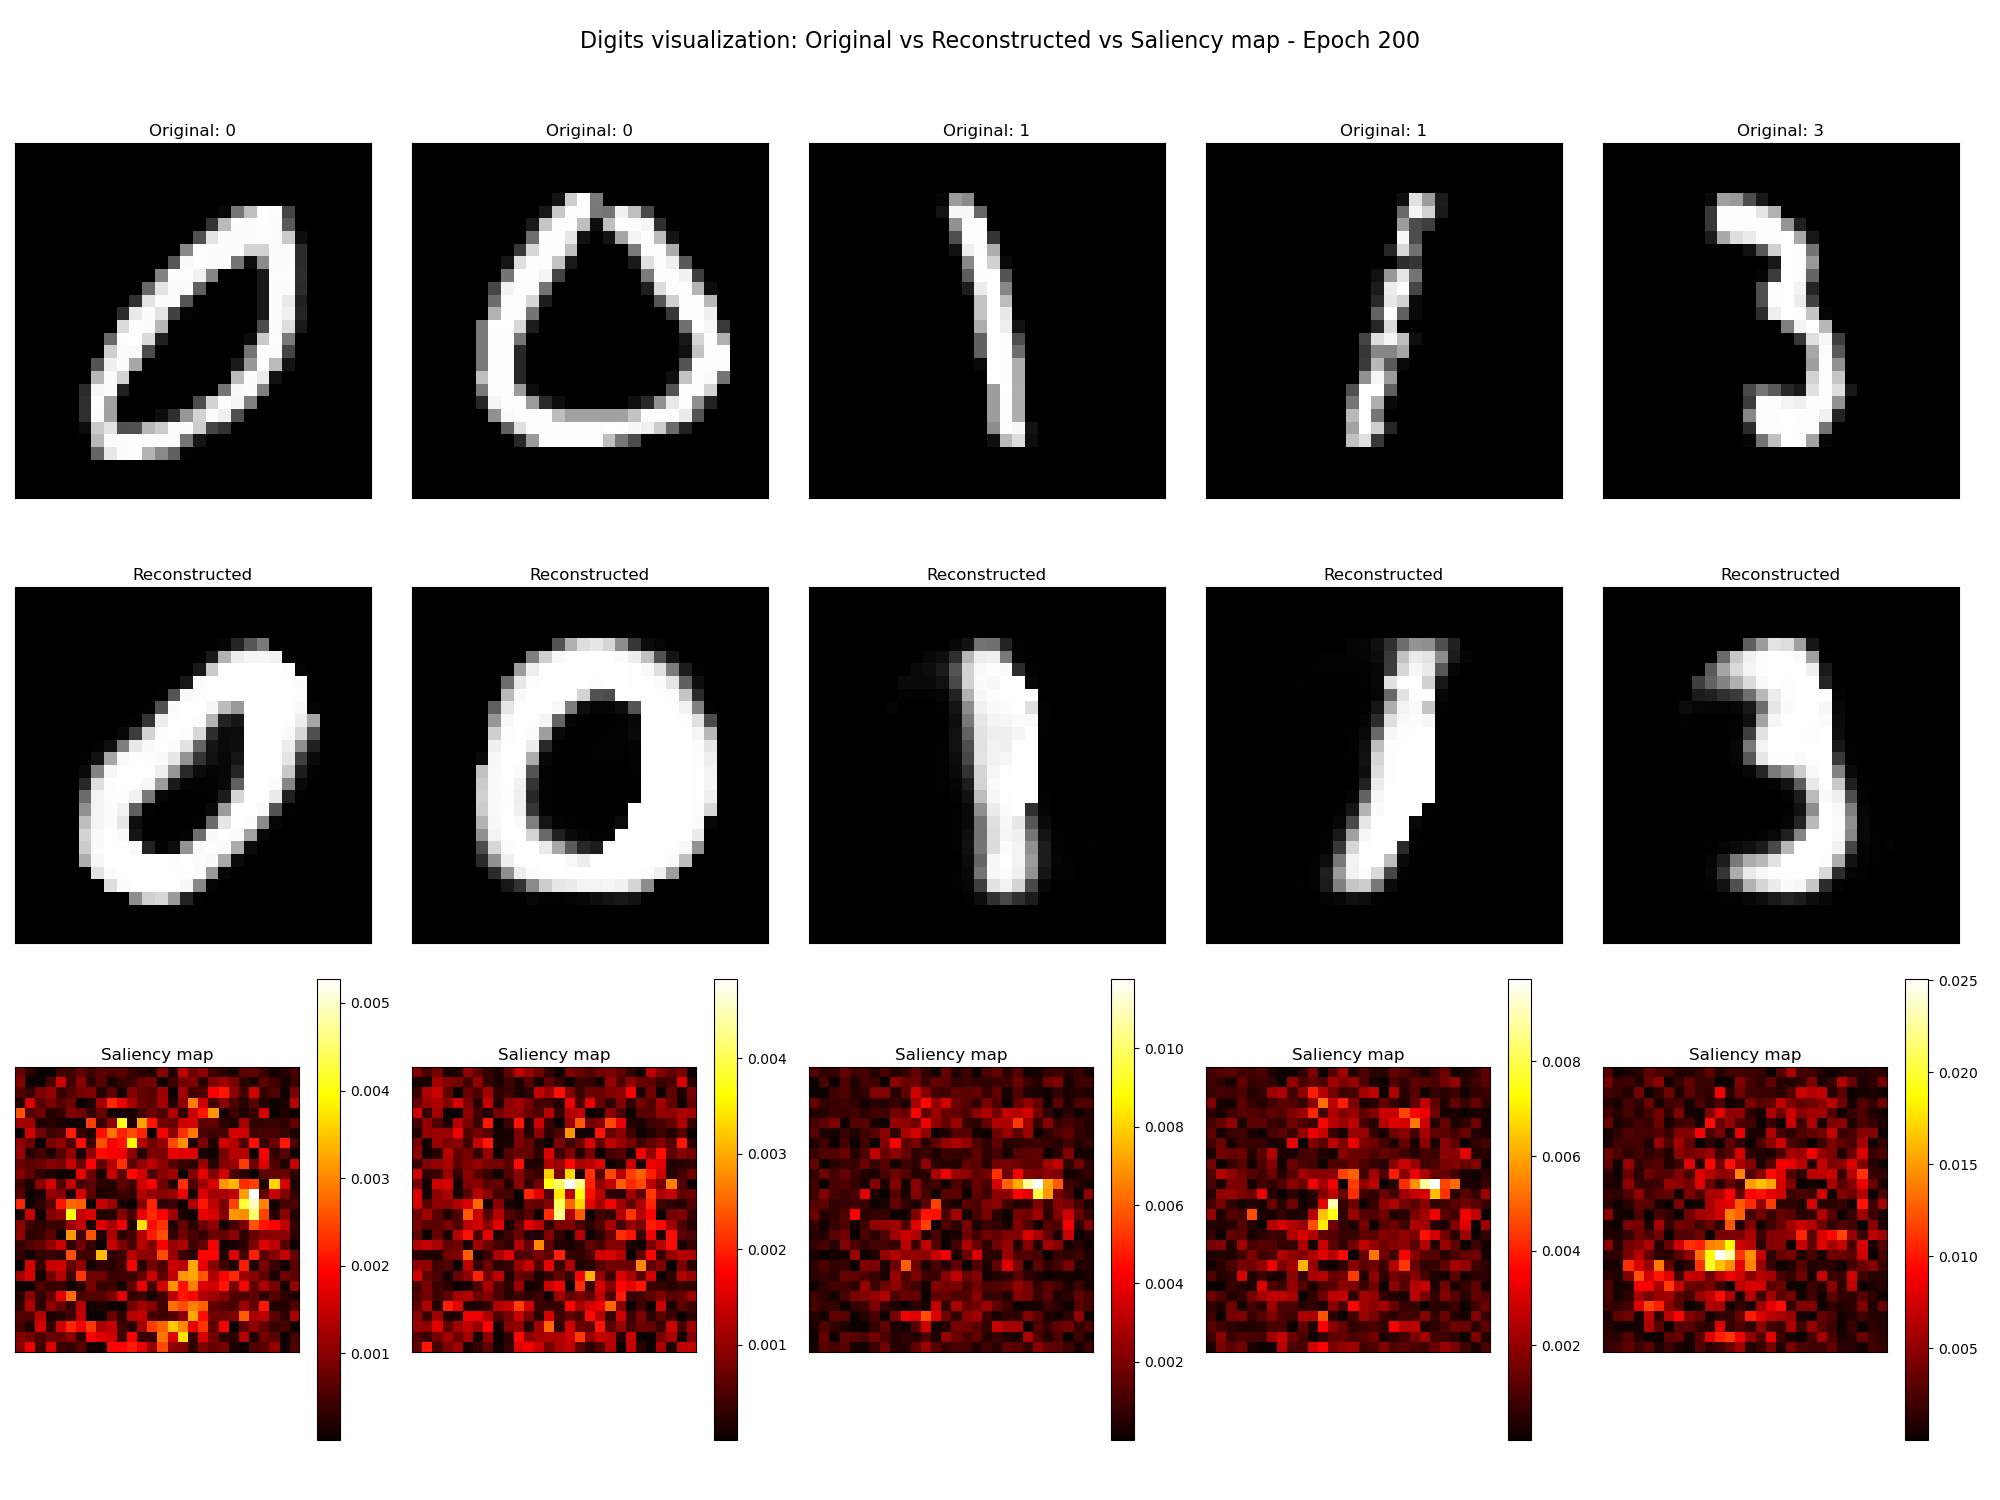 Digits visualization: Original vs Reconstructed vs Saliency map - Epoch 200
Original: 0
Original: 0
Original: 1
Original: 1
Original: 3
Reconstructed
Reconstructed
Reconstructed
Reconstructed
Reconstructed
Saliency map
0.005
0.004
0.003
0.002
0.001
Saliency map
0.004
0.003
0.002
0.001
Saliency map
0.010
0.008
0.006
0.004
0.002
Saliency map
0.008
0.006
0.004
0.002
Saliency map
0.025
0.020
0.015
0.010
0.005